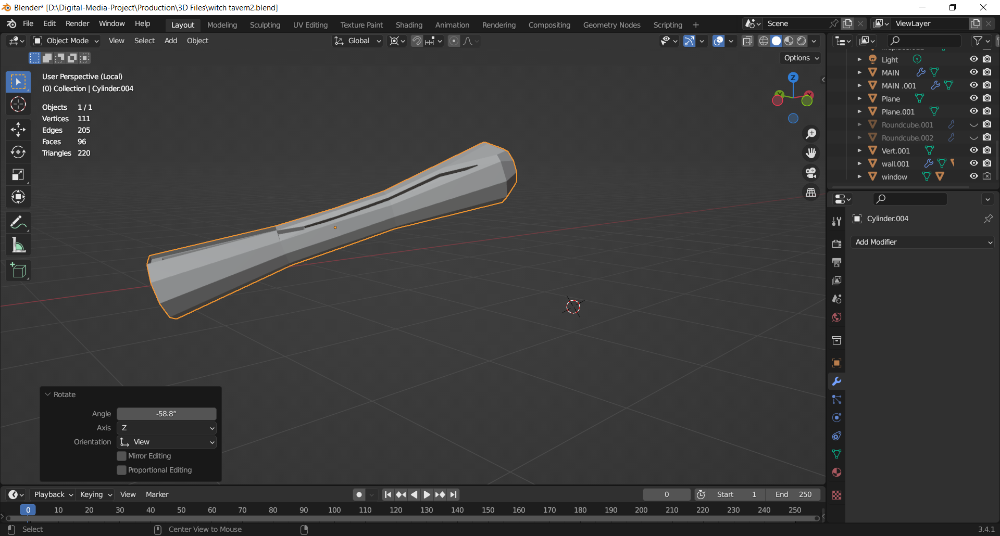 Blender* [D:\Digital-Media-Project\Production\3D Files\witch tavern2.blend]
File Edit Render Window Help
Layout Modeling Sculpting UV Editing Texture Paint Shading Animation Rendering Compositing Geometry Nodes Scripting +
Scene
ViewLayer
Object Mode View Select Add Object
Global
Options
User Perspective (Local)
(0) Collection | Cylinder.004
Objects 1 / 1
Vertices 111
Edges 205
Faces 96
Triangles 220
Z
Y
X
Light
MAIN
MAIN .001
Plane
Plane.001
Roundcube.001
Roundcube.002
Vert.001
wall.001
window
Cylinder.004
Add Modifier
Rotate
Angle -58.8°
Axis Z
Orientation View
Mirror Editing
Proportional Editing
Playback Keying View Marker
0
Start 1
End 250
0 10 20 30 40 50 60 70 80 90 100 110 120 130 140 150 160 170 180 190 200 210 220 230 240 250
Select
Center View to Mouse
3.4.1